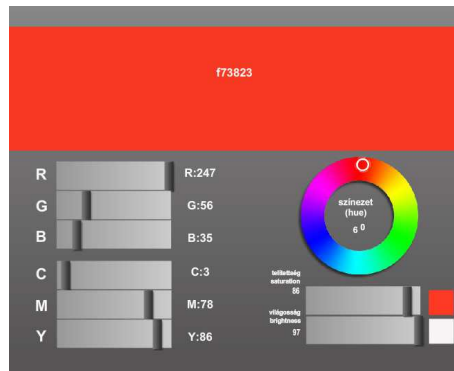 f73823
R R:247
G G:56
B B:35
C C:3
M M:78
Y Y:86
színezet
(hue)
6 0
telítettség
saturation
86
világosság
brightness
97